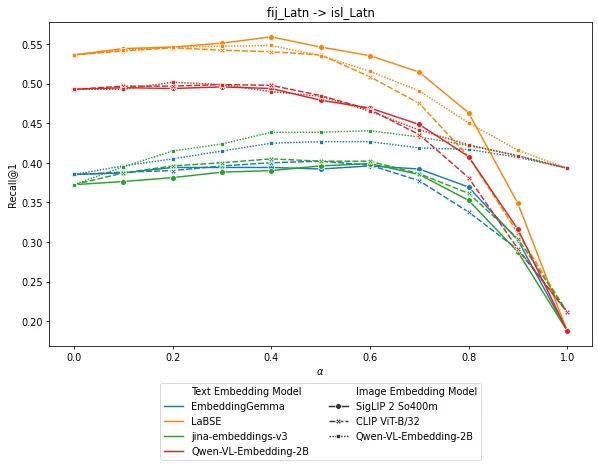 fij_Latn -> isl_Latn
Recall@1
0.55
0.50
0.45
0.40
0.35
0.30
0.25
0.20
0.0 0.2 0.4 0.6 0.8 1.0
α
Text Embedding Model
EmbeddingGemma
LaBSE
jina-embeddings-v3
Qwen-VL-Embedding-2B
Image Embedding Model
SigLIP 2 So400m
CLIP ViT-B/32
Qwen-VL-Embedding-2B